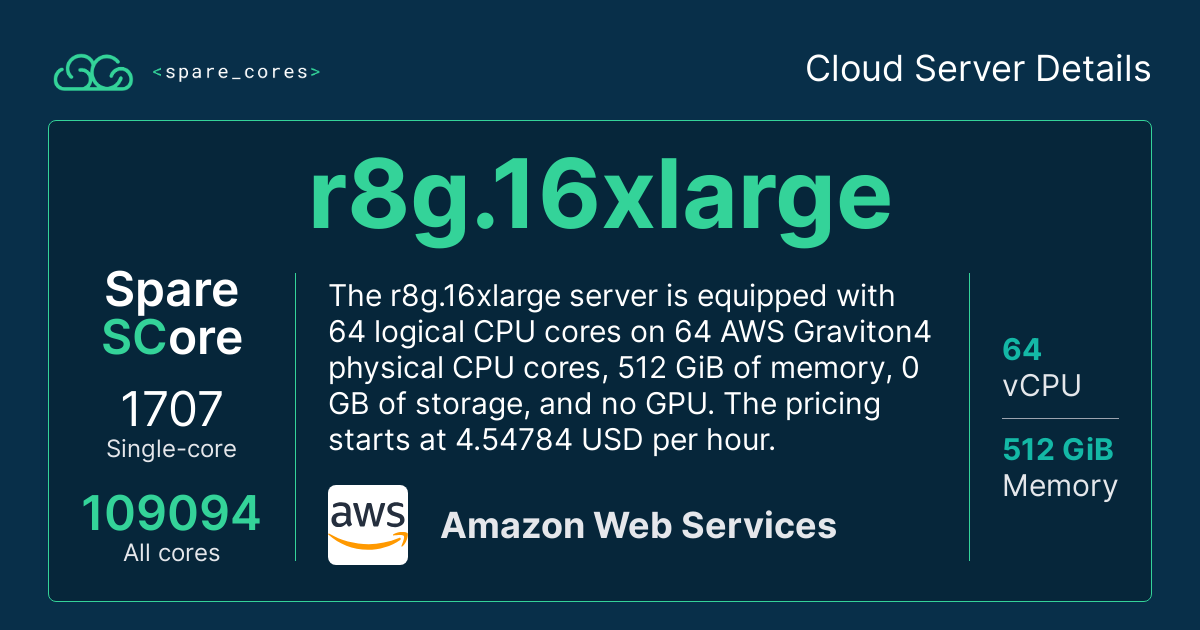 <spare_cores>
Cloud Server Details
r8g.16xlarge
Spare
SCore
1707
Single-core
109094
All cores
The r8g.16xlarge server is equipped with
64 logical CPU cores on 64 AWS Graviton4
physical CPU cores, 512 GiB of memory, 0
GB of storage, and no GPU. The pricing
starts at 4.54784 USD per hour.
aws
Amazon Web Services
64
vCPU
512 GiB
Memory